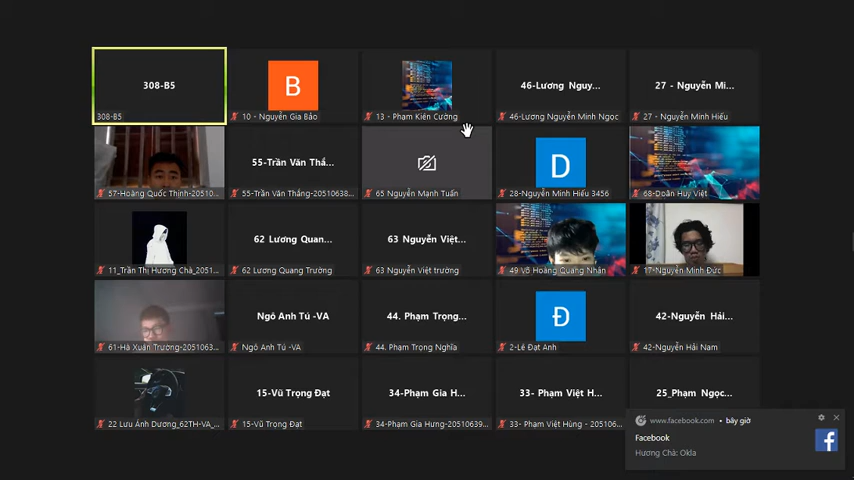 308-B5
308-B5
B
10 - Nguyễn Gia Bảo
13 - Phạm Kiên Cường
46-Lương Nguy...
46-Lương Nguyễn Minh Ngọc
27 - Nguyễn Mi...
27 - Nguyễn Minh Hiếu
57-Hoàng Quốc Thịnh-20510...
55-Trần Văn Thắ...
55-Trần Văn Thắng-20510638...
65 Nguyễn Mạnh Tuấn
D
28-Nguyễn Minh Hiếu 3456
68-Doãn Huy Việt
11_Trần Thị Hương Chà_2051...
62 Lương Quan...
62 Lương Quang Trường
63 Nguyễn Việt...
63 Nguyễn Việt trường
49 Võ Hoàng Quang Nhân
17-Nguyễn Minh Đức
61-Hà Xuân Trường-2051063...
Ngô Anh Tú -VA
Ngô Anh Tú -VA
44. Phạm Trọng...
44. Phạm Trọng Nghĩa
Đ
2-Lê Đạt Anh
42-Nguyễn Hải...
42-Nguyễn Hải Nam
22 Lưu Ánh Dương_62TH-VA_...
15-Vũ Trọng Đạt
15-Vũ Trọng Đạt
34-Phạm Gia H...
34-Phạm Gia Hưng-20510639...
33- Phạm Việt H...
33- Phạm Việt Hùng - 205106...
25_Phạm Ngọc...
www.facebook.com • bây giờ
Facebook
Hương Chà: Okla